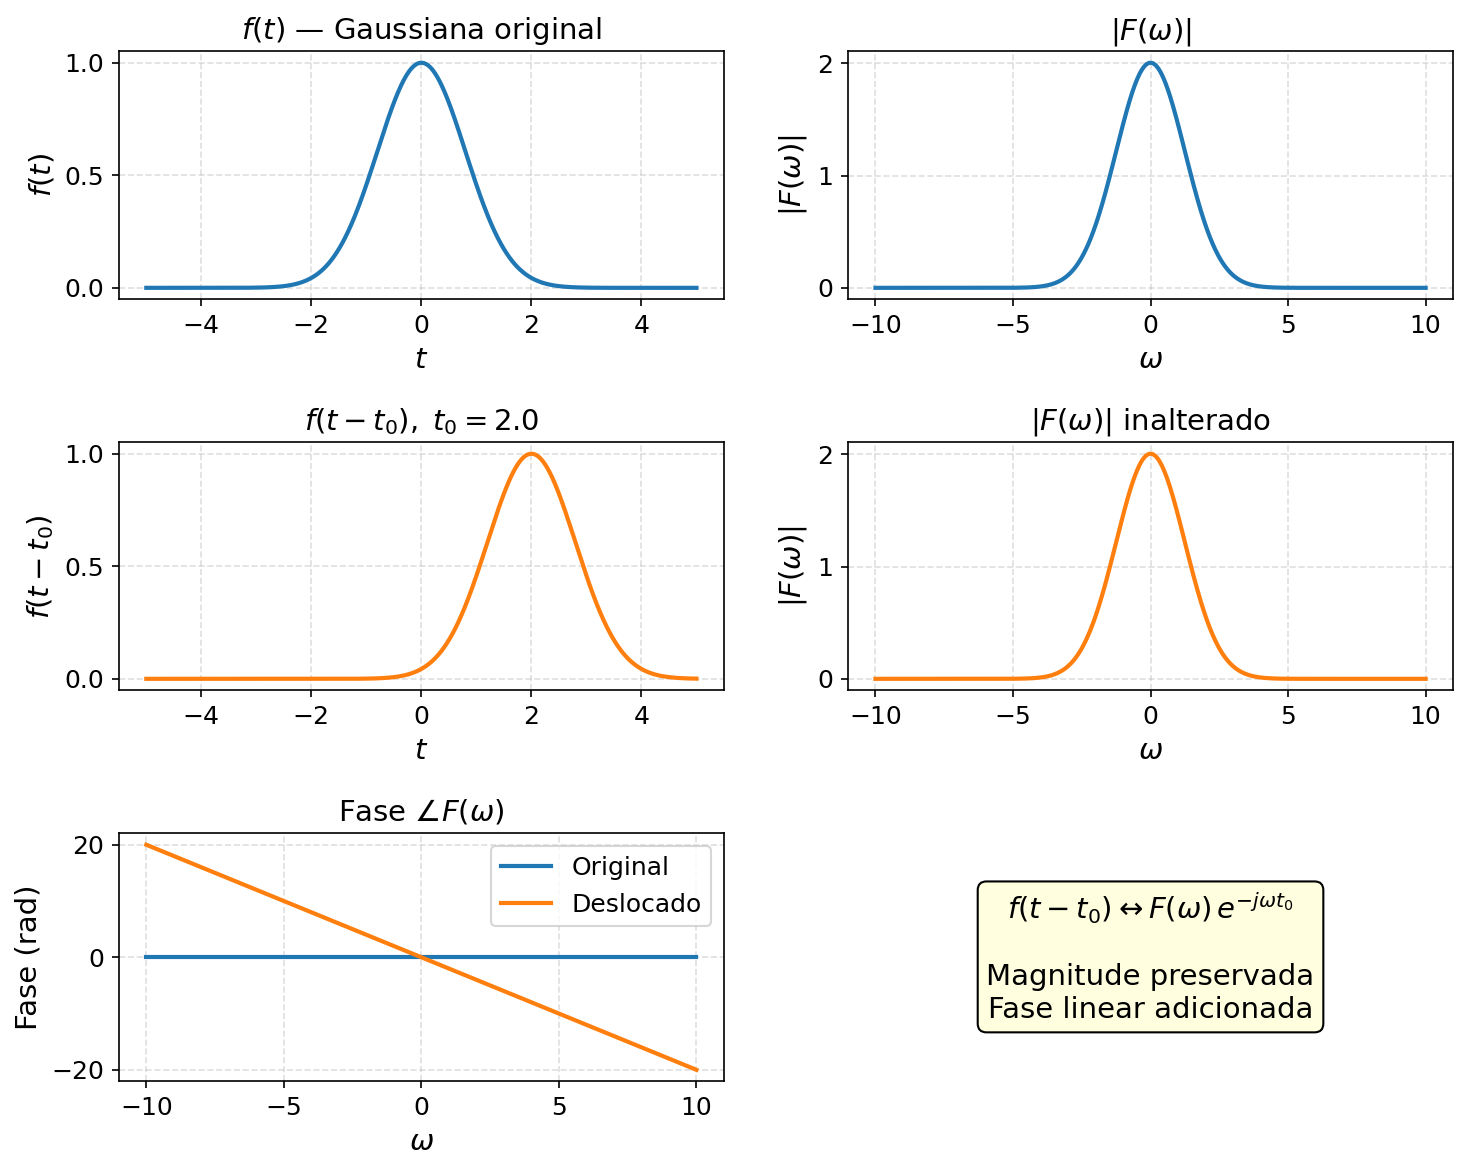 f(t) — Gaussiana original
|F(ω)|
1.0
0.5
0.0
f(t)
−4 −2 0 2 4
t
2
1
0
|F(ω)|
−10 −5 0 5 10
ω
f(t − t₀), t₀ = 2.0
|F(ω)| inalterado
1.0
0.5
0.0
f(t − t₀)
−4 −2 0 2 4
t
2
1
0
|F(ω)|
−10 −5 0 5 10
ω
Fase ∠F(ω)
20
0
−20
Fase (rad)
Original
Deslocado
−10 −5 0 5 10
ω
f(t − t₀) ↔ F(ω) e^{−jωt₀}
Magnitude preservada
Fase linear adicionada